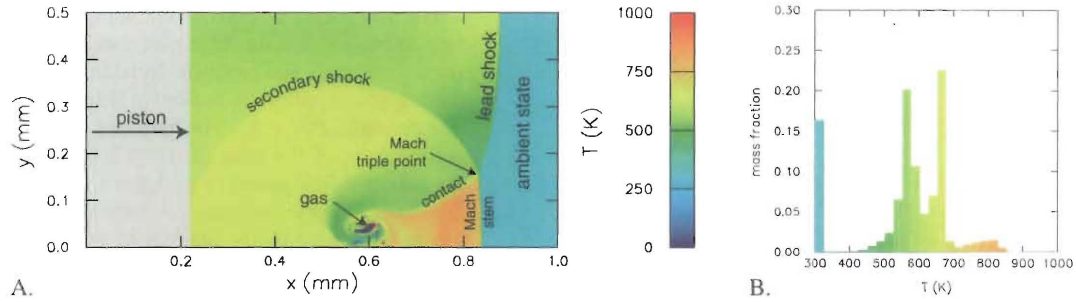 0.5
0.4
0.3
0.2
0.1
0.0
y (mm)
0.2
0.4
0.6
0.8
1.0
x (mm)
piston
secondary shock
lead shock
ambient state
Mach
triple point
contact
gas
Mach
stem
A.
1000
750
500
250
0
T (K)
0.30
0.25
0.20
0.15
0.10
0.05
0.00
mass fraction
300 400 500 600 700 800 900 1000
T (K)
B.